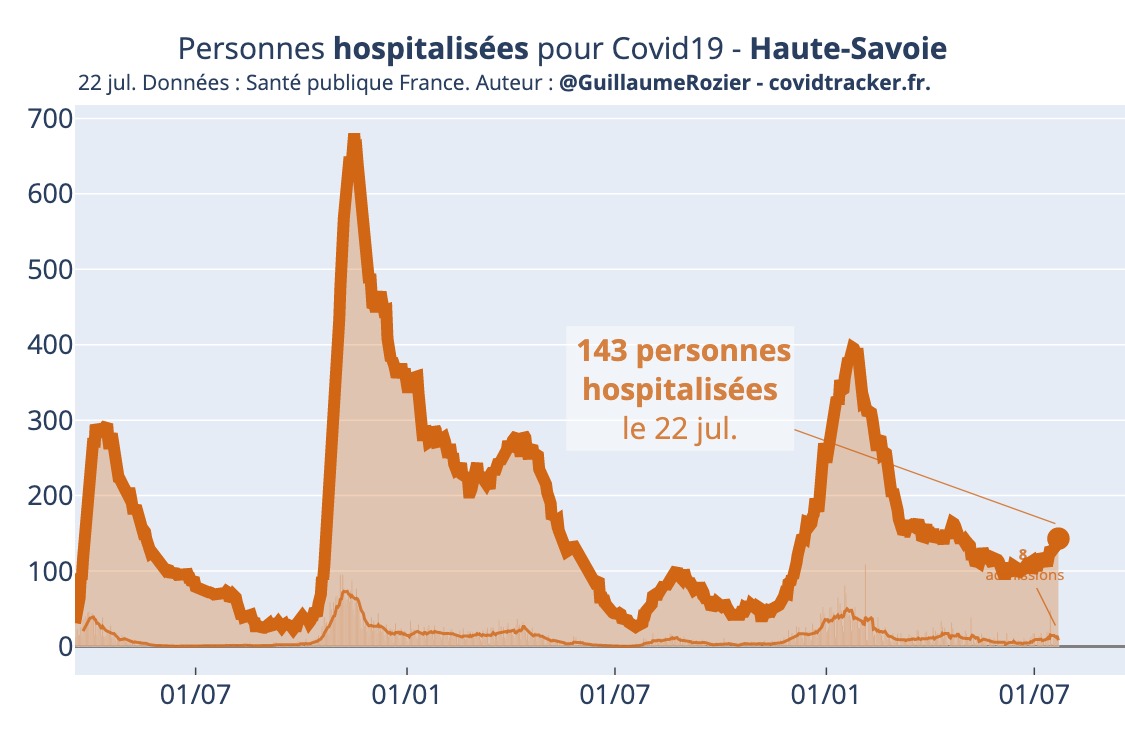 Personnes hospitalisées pour Covid19 - Haute-Savoie
22 jul. Données : Santé publique France. Auteur : @GuillaumeRozier - covidtracker.fr.
700
600
500
400
300
200
100
0
143 personnes
hospitalisées
le 22 jul.
8
admissions
01/07
01/01
01/07
01/01
01/07